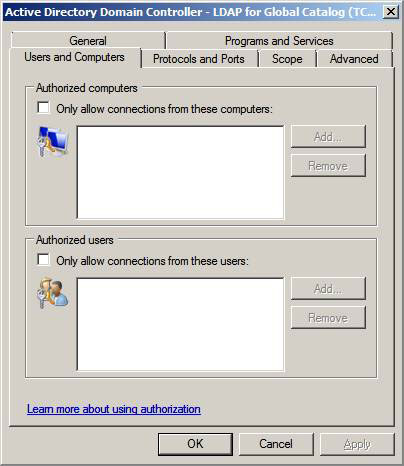 Active Directory Domain Controller - LDAP for Global Catalog (TC...
General Programs and Services
Users and Computers Protocols and Ports Scope Advanced
Authorized computers
Only allow connections from these computers:
Add...
Remove
Authorized users
Only allow connections from these users:
Add...
Remove
Learn more about using authorization
OK Cancel Apply